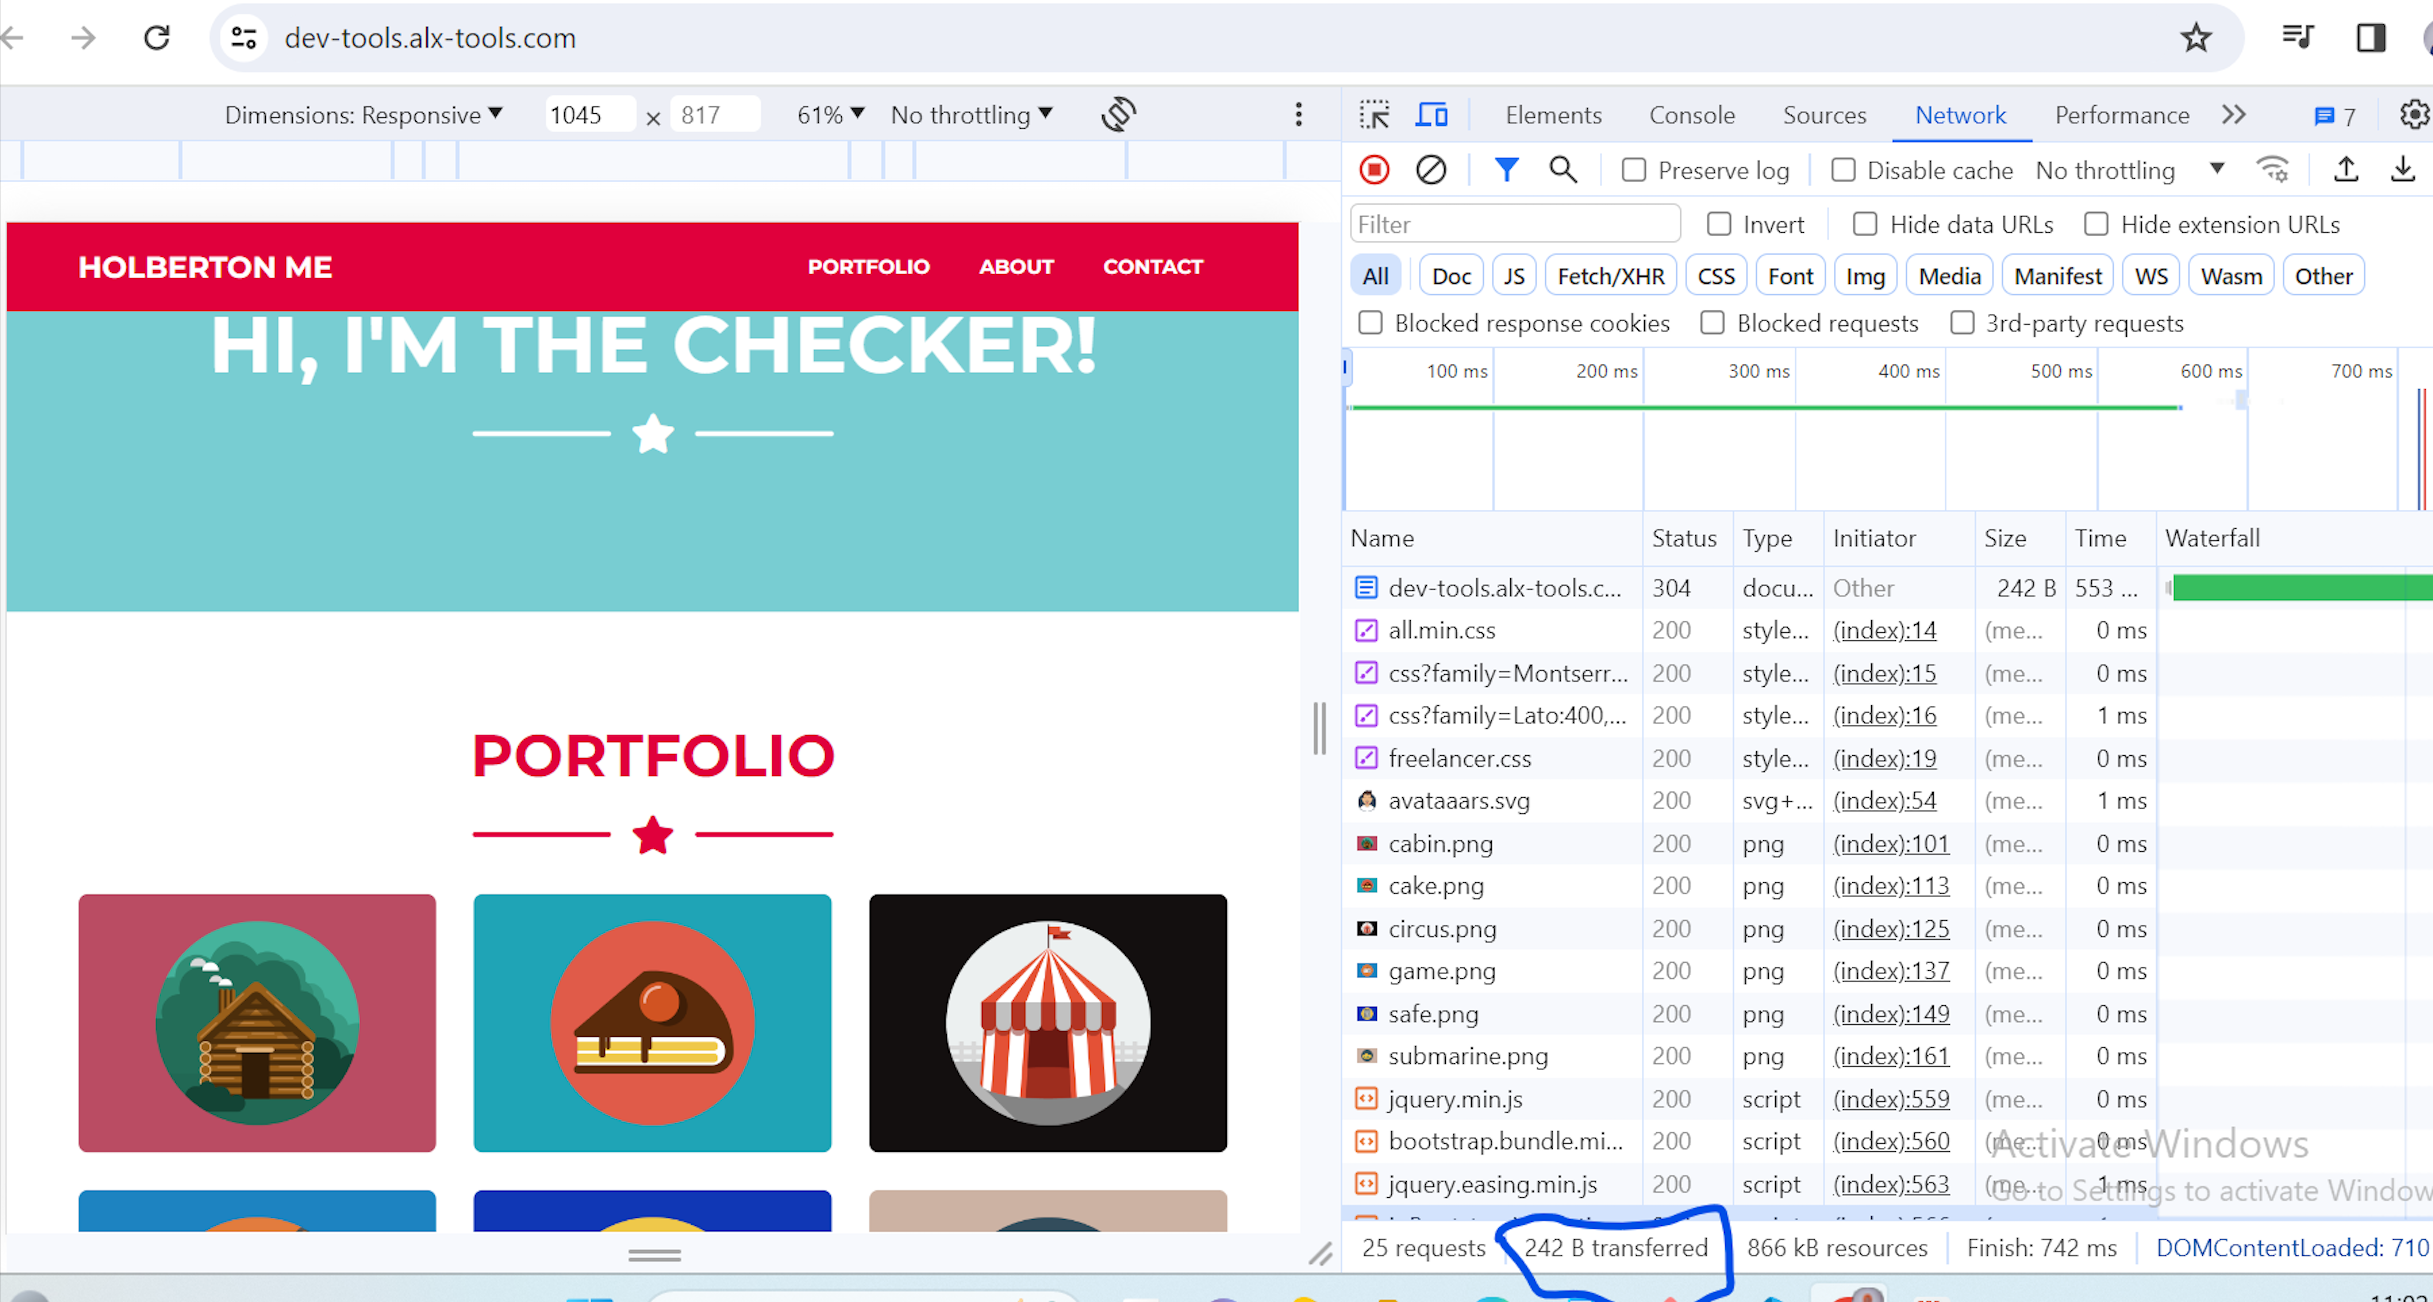 dev-tools.alx-tools.com
Dimensions: Responsive 1045 × 817 61% No throttling
Elements Console Sources Network Performance 7
Preserve log Disable cache No throttling
Filter Invert Hide data URLs Hide extension URLs
All Doc JS Fetch/XHR CSS Font Img Media Manifest WS Wasm Other
Blocked response cookies Blocked requests 3rd-party requests
100 ms 200 ms 300 ms 400 ms 500 ms 600 ms 700 ms
HOLBERTON ME PORTFOLIO ABOUT CONTACT
HI, I'M THE CHECKER!
PORTFOLIO
Name Status Type Initiator Size Time Waterfall
dev-tools.alx-tools.c... 304 docu... Other 242 B 553 ...
all.min.css 200 style... (index):14 (me... 0 ms
css?family=Montserr... 200 style... (index):15 (me... 0 ms
css?family=Lato:400,... 200 style... (index):16 (me... 1 ms
freelancer.css 200 style... (index):19 (me... 0 ms
avataaars.svg 200 svg+... (index):54 (me... 1 ms
cabin.png 200 png (index):101 (me... 0 ms
cake.png 200 png (index):113 (me... 0 ms
circus.png 200 png (index):125 (me... 0 ms
game.png 200 png (index):137 (me... 0 ms
safe.png 200 png (index):149 (me... 0 ms
submarine.png 200 png (index):161 (me... 0 ms
jquery.min.js 200 script (index):559 (me... 0 ms
bootstrap.bundle.mi... 200 script (index):560 (me... 0 ms
jquery.easing.min.js 200 script (index):563 (me... 1 ms
Activate Windows
Go to Settings to activate Window
25 requests 242 B transferred 866 kB resources Finish: 742 ms DOMContentLoaded: 710